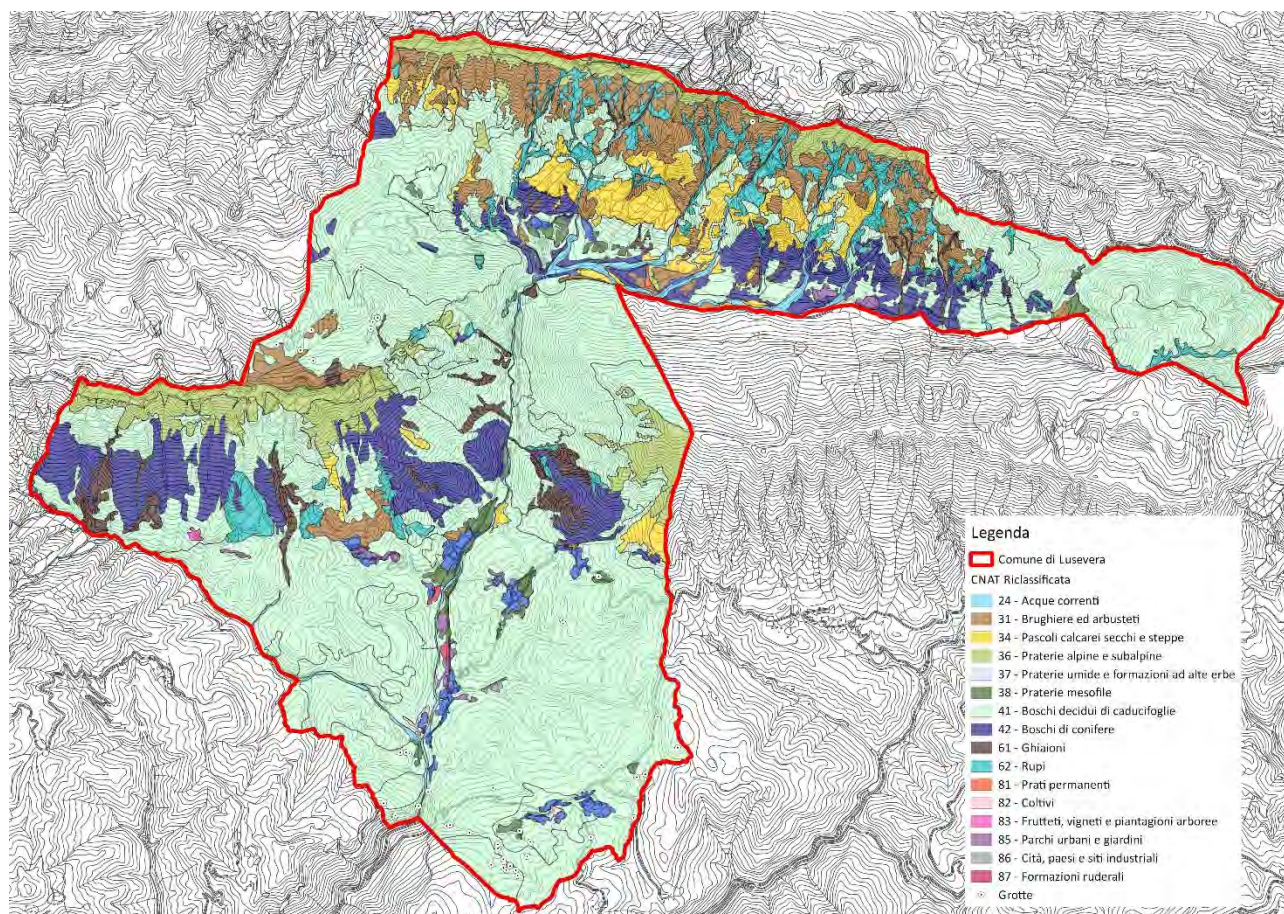 Legenda
Comune di Lusevera
CNAT Riclassificata
24 - Acque correnti
31 - Brughiere ed arbusteti
34 - Pascoli calcarei secchi e steppe
36 - Praterie alpine e subalpine
37 - Praterie umide e formazioni ad alte erbe
38 - Praterie mesofile
41 - Boschi decidui di caducifoglie
42 - Boschi di conifere
61 - Ghiaioni
62 - Rupi
81 - Prati permanenti
82 - Coltivi
83 - Frutteti, vigneti e piantagioni arboree
85 - Parchi urbani e giardini
86 - Cità, paesi e siti industriali
87 - Formazioni ruderali
Grotte